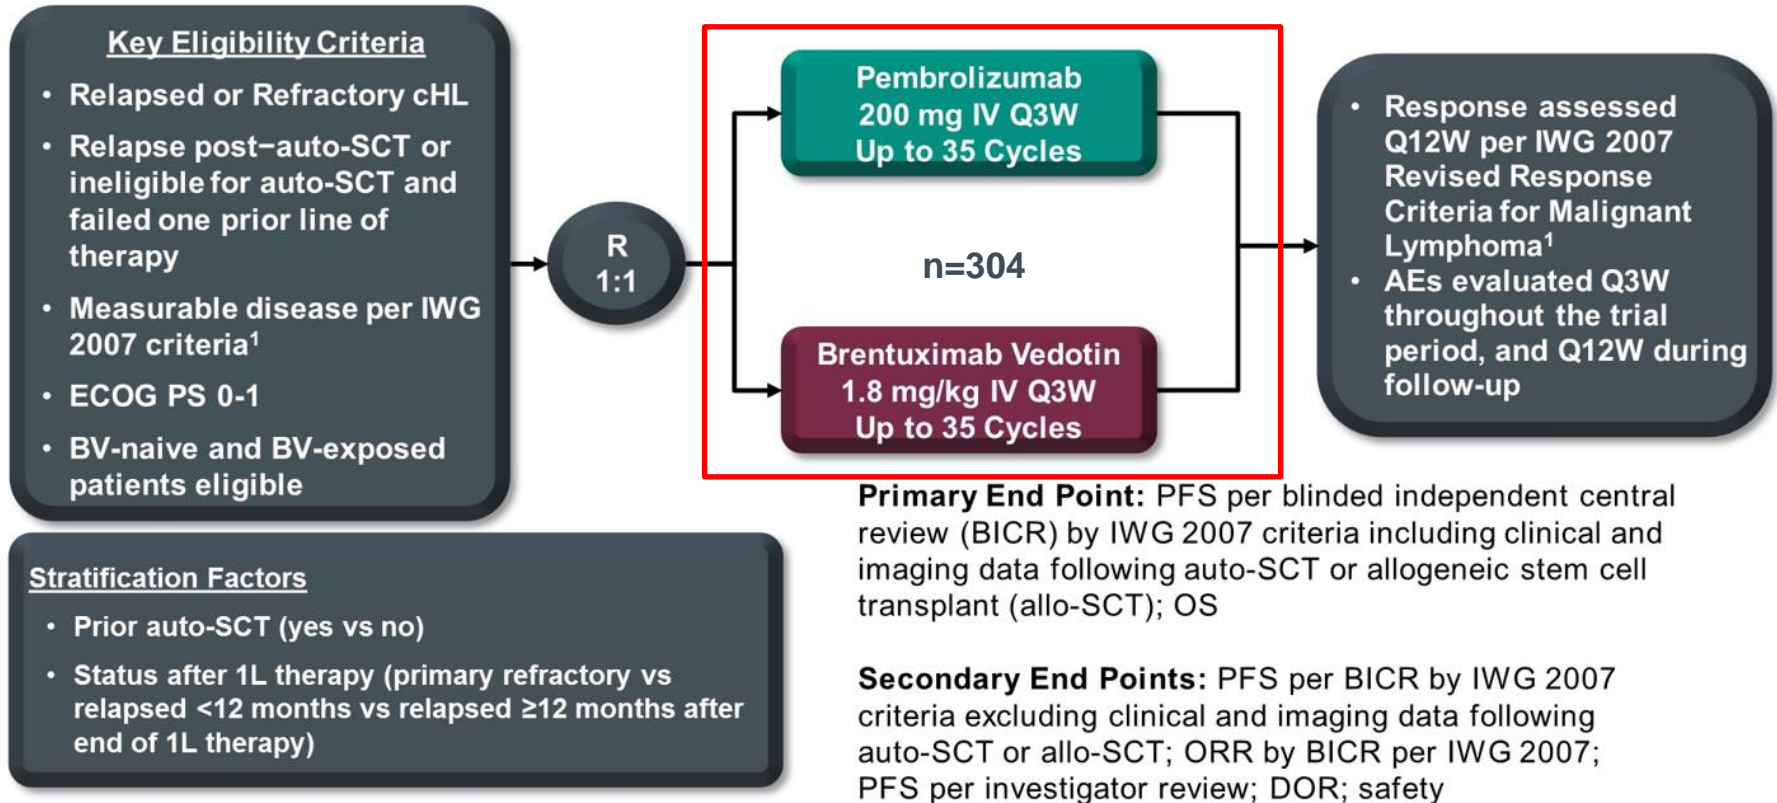 Key Eligibility Criteria
• Relapsed or Refractory cHL
• Relapse post−auto-SCT or
ineligible for auto-SCT and
failed one prior line of
therapy
• Measurable disease per IWG
2007 criteria¹
• ECOG PS 0-1
• BV-naive and BV-exposed
patients eligible
Stratification Factors
• Prior auto-SCT (yes vs no)
• Status after 1L therapy (primary refractory vs
relapsed <12 months vs relapsed ≥12 months after
end of 1L therapy)
R
1:1
Pembrolizumab
200 mg IV Q3W
Up to 35 Cycles
n=304
Brentuximab Vedotin
1.8 mg/kg IV Q3W
Up to 35 Cycles
• Response assessed
Q12W per IWG 2007
Revised Response
Criteria for Malignant
Lymphoma¹
• AEs evaluated Q3W
throughout the trial
period, and Q12W during
follow-up
Primary End Point: PFS per blinded independent central
review (BICR) by IWG 2007 criteria including clinical and
imaging data following auto-SCT or allogeneic stem cell
transplant (allo-SCT); OS
Secondary End Points: PFS per BICR by IWG 2007
criteria excluding clinical and imaging data following
auto-SCT or allo-SCT; ORR by BICR per IWG 2007;
PFS per investigator review; DOR; safety